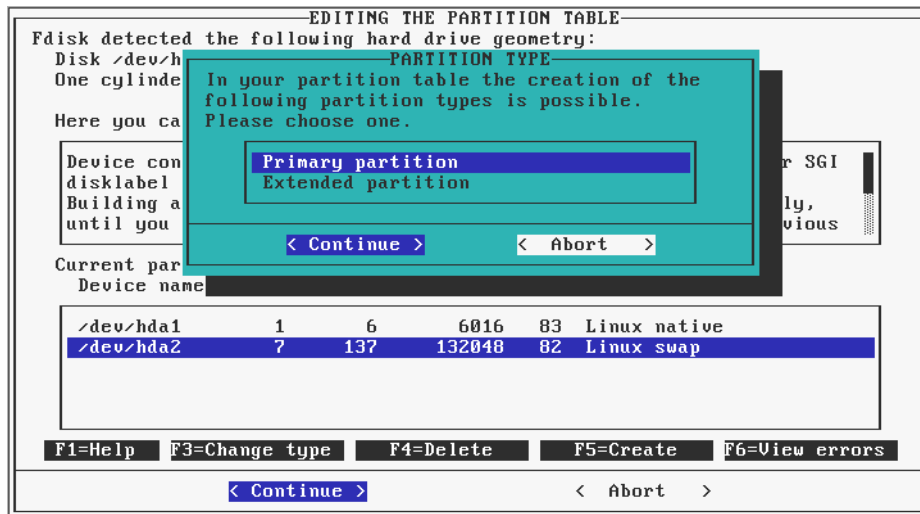 EDITING THE PARTITION TABLE
Fdisk detected the following hard drive geometry:
Disk /dev/h
One cylinde
Here you ca
PARTITION TYPE
In your partition table the creation of the
following partition types is possible.
Please choose one.
Primary partition
Extended partition
< Continue > < Abort >
Device con r SGI
disklabel
Building a ly,
until you vious
Current par
Device name
/dev/hda1 1 6 6016 83 Linux native
/dev/hda2 7 137 132048 82 Linux swap
F1=Help F3=Change type F4=Delete F5=Create F6=View errors
< Continue > < Abort >